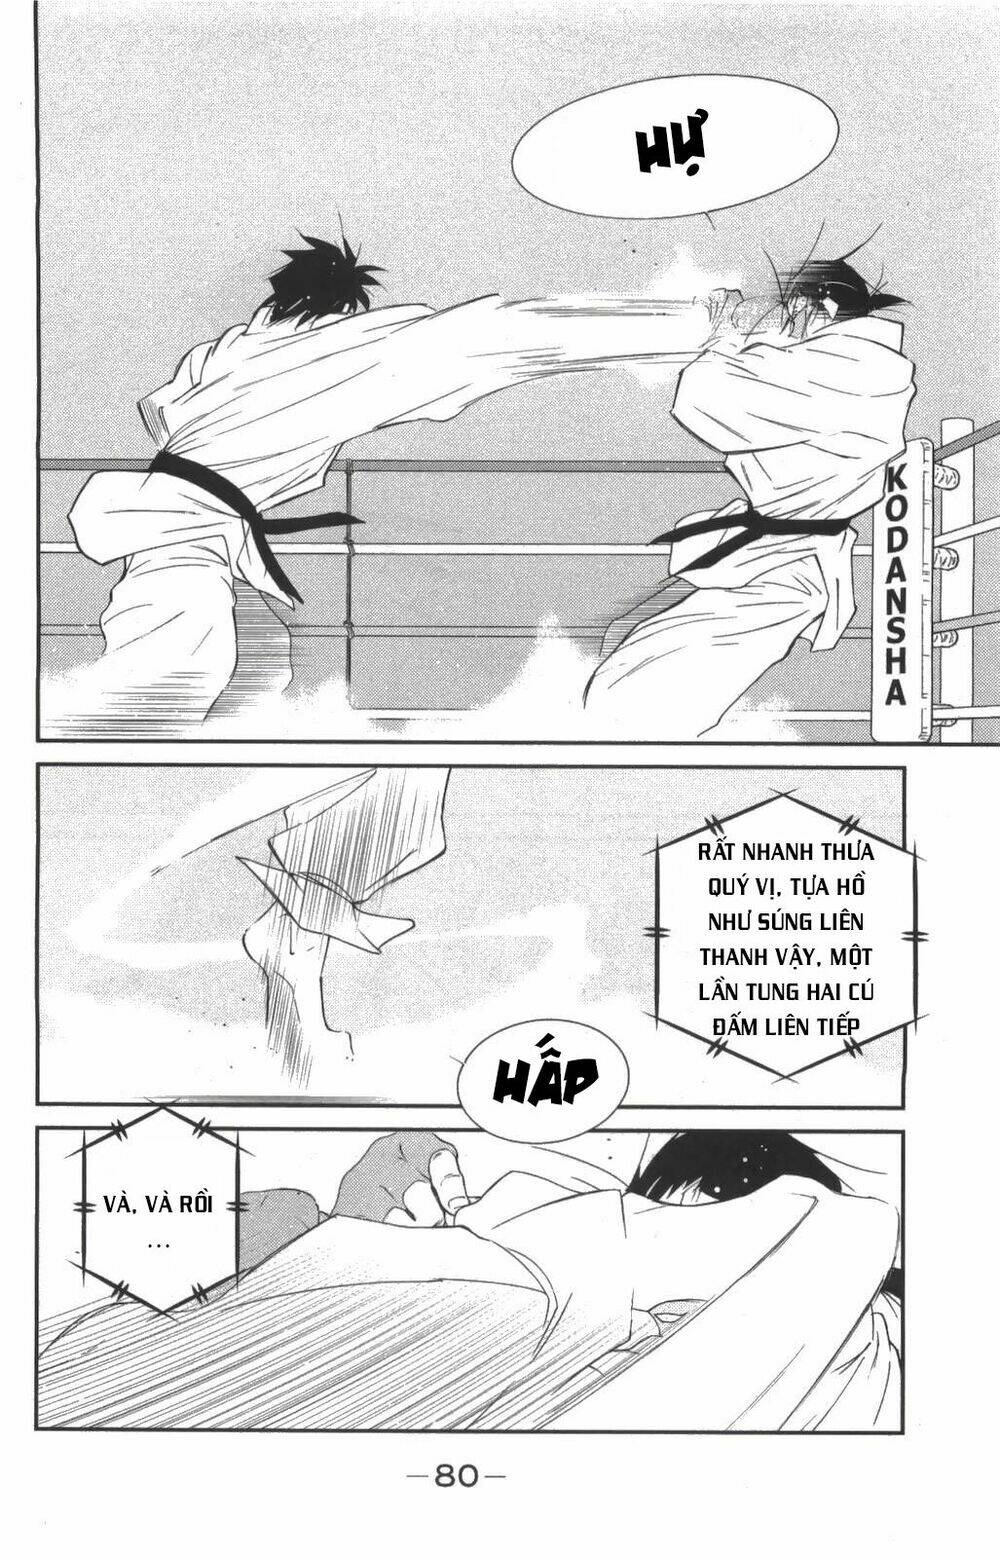 HỰ
KODANSHA
RẤT NHANH THƯA
QUÝ VỊ, TỰA HỒ
NHƯ SÚNG LIÊN
THANH VẬY, MỘT
LẦN TUNG HAI CÚ
ĐẤM LIÊN TIẾP
HẤP
VÀ, VÀ RỒI
...
—80—